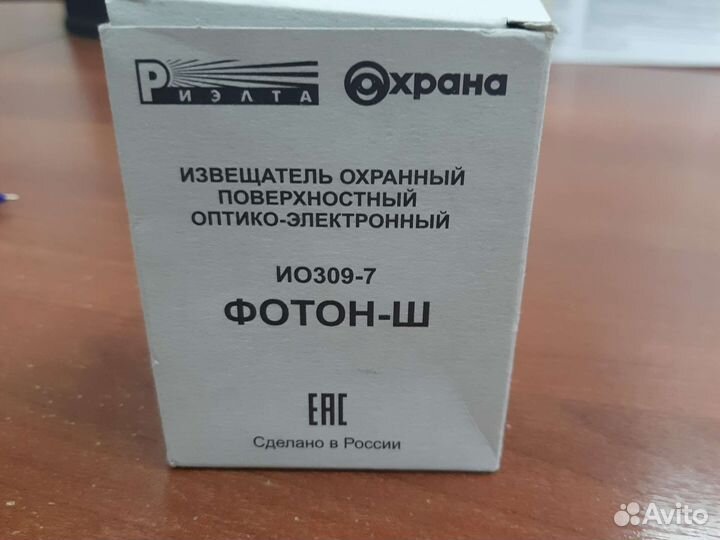 РИЭЛТА Охрана
ИЗВЕЩАТЕЛЬ ОХРАННЫЙ
ПОВЕРХНОСТНЫЙ
ОПТИКО-ЭЛЕКТРОННЫЙ
ИО309-7
ФОТОН-Ш
ЕАС
Сделано в России
Avito